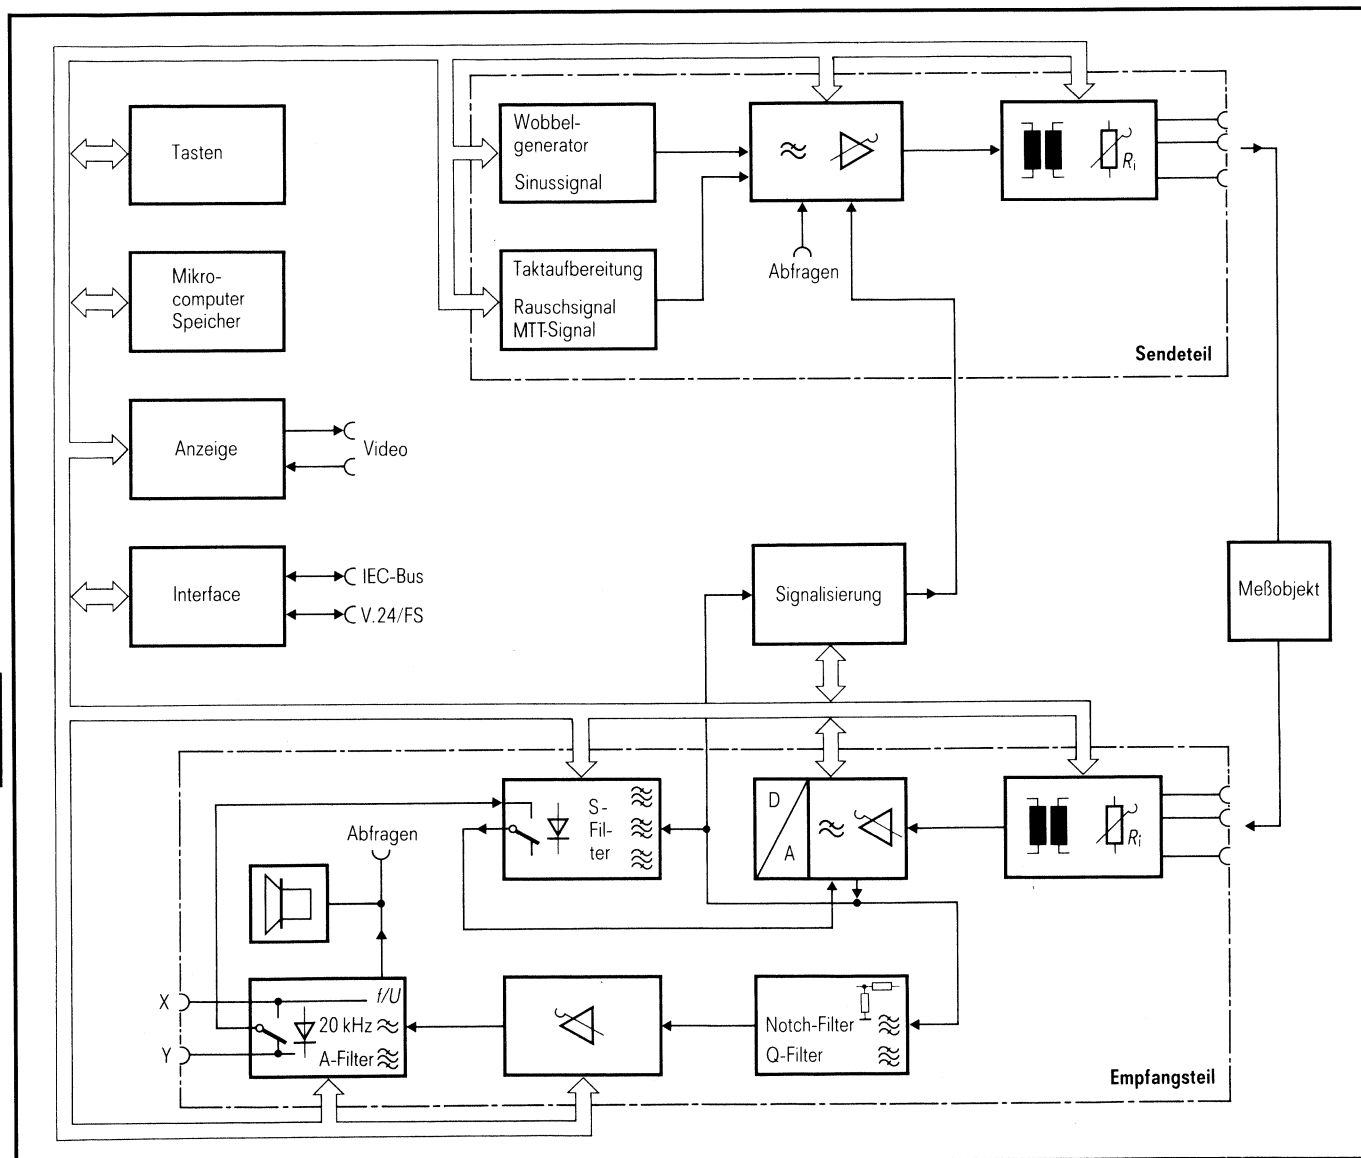 Tasten
Mikro-
computer
Speicher
Anzeige
Video
Interface
IEC-Bus
V.24/FS
Wobbel-
generator
Sinussignal
Taktaufbereitung
Rauschsignal
MTT-Signal
Abfragen
Ri
Sendeteil
Signalisierung
Meßobjekt
S-
Fil-
ter
D
A
Ri
Abfragen
X
Y
f/U
20 kHz
A-Filter
Notch-Filter
Q-Filter
Empfangsteil